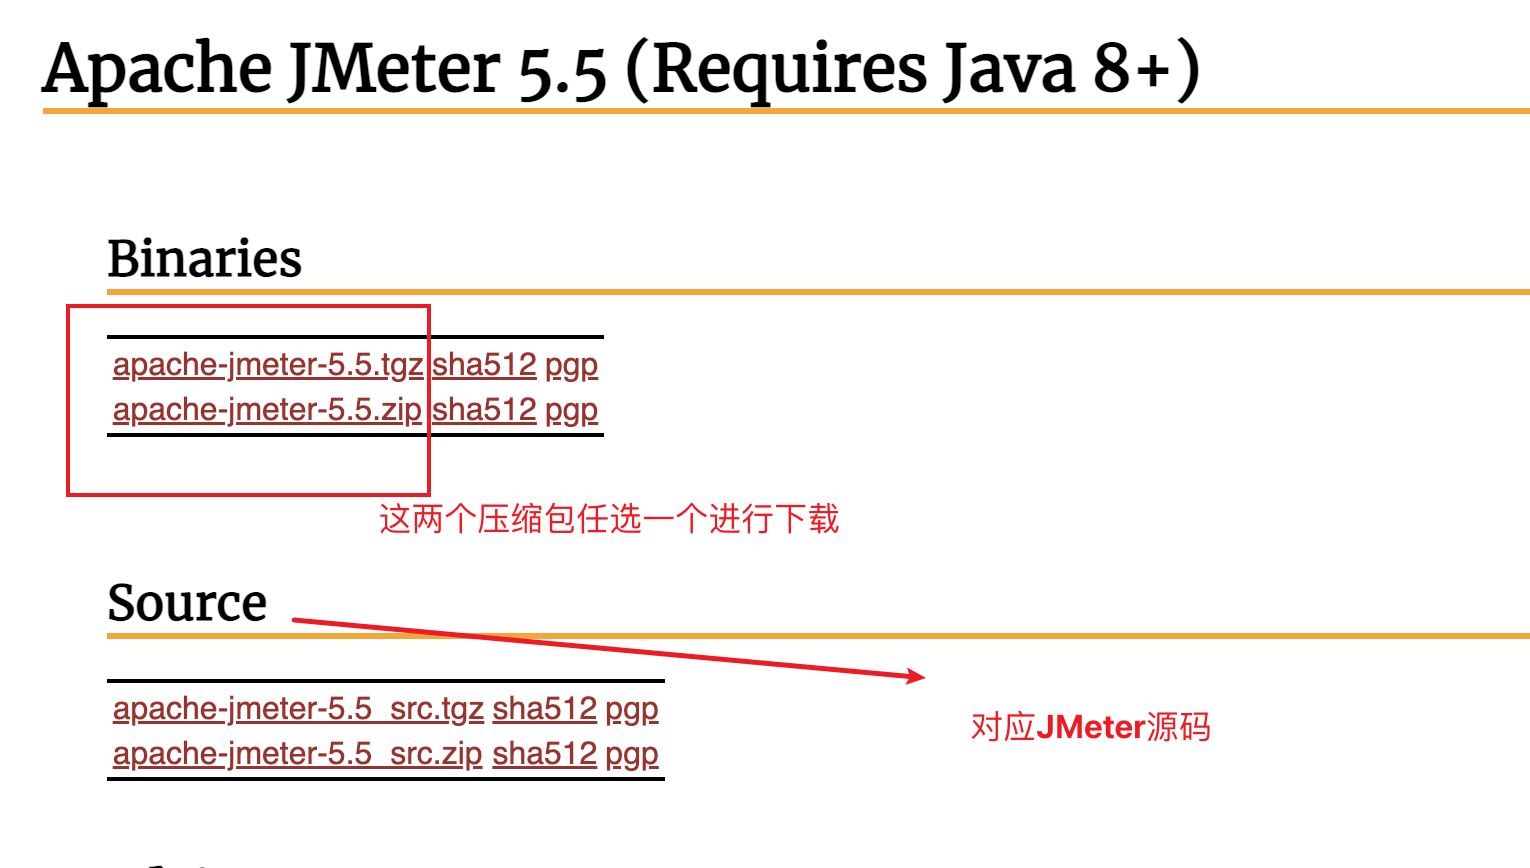 Apache JMeter 5.5 (Requires Java 8+)
Binaries
apache-jmeter-5.5.tgz sha512 pgp
apache-jmeter-5.5.zip sha512 pgp
这两个压缩包任选一个进行下载
Source
apache-jmeter-5.5_src.tgz sha512 pgp
对应JMeter源码
apache-jmeter-5.5_src.zip sha512 pgp